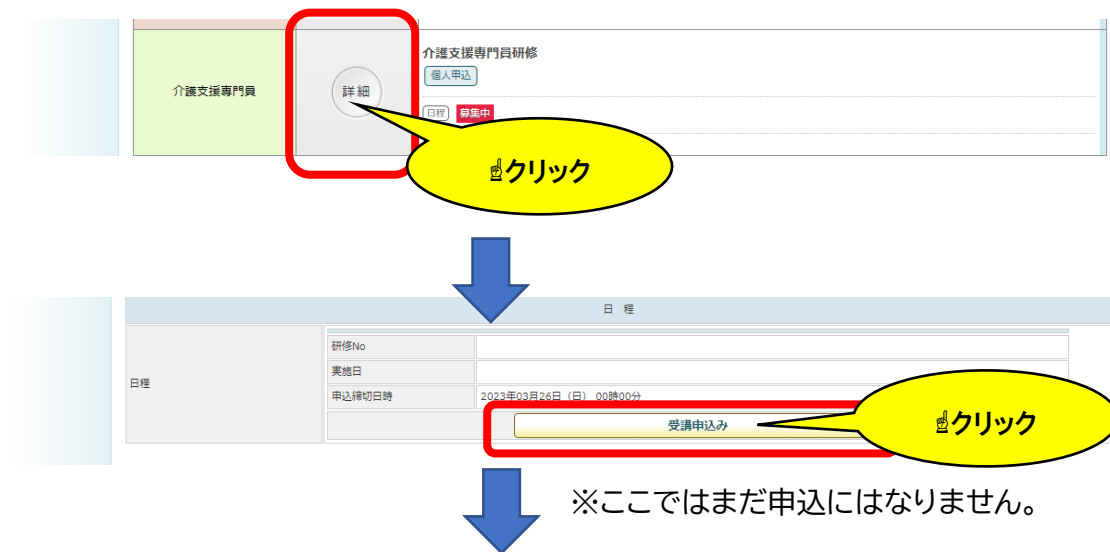 介護支援専門員
詳細
介護支援専門員研修
個人申込
日程 募集中
☝クリック
日 程
日程
研修No
実施日
申込締切日時 2023年03月26日（日） 00時00分
受講申込み
☝クリック
※ここではまだ申込にはなりません。